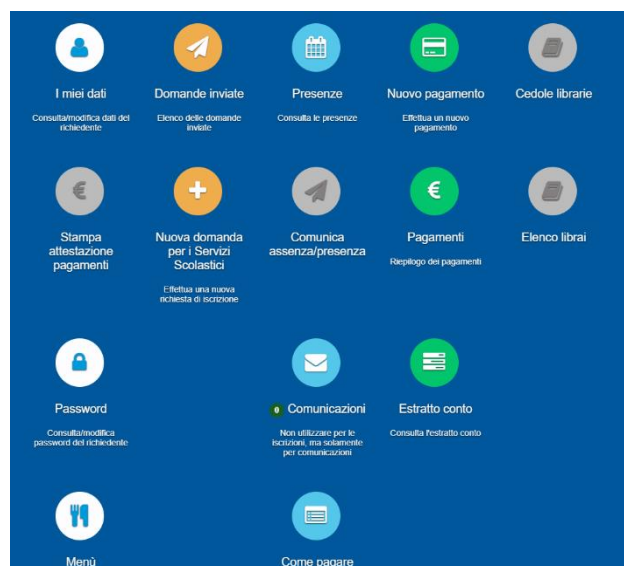 I miei dati
Consulta/modifica dati del
richiedente
Domande inviate
Elenco delle domande
inviate
Presenze
Consulta le presenze
Nuovo pagamento
Effettua un nuovo
pagamento
Cedole librarie
Stampa
attestazione
pagamenti
Nuova domanda
per i Servizi
Scolastici
Effettua una nuova
richiesta di iscrizione
Comunica
assenza/presenza
€
Pagamenti
Riepilogo dei pagamenti
Elenco librai
Password
Consulta/modifica
password del richiedente
0 Comunicazioni
Non utilizzare per le
iscrizioni, ma solamente
per comunicazioni
Estratto conto
Consulta l'estratto conto
Menù
Come pagare